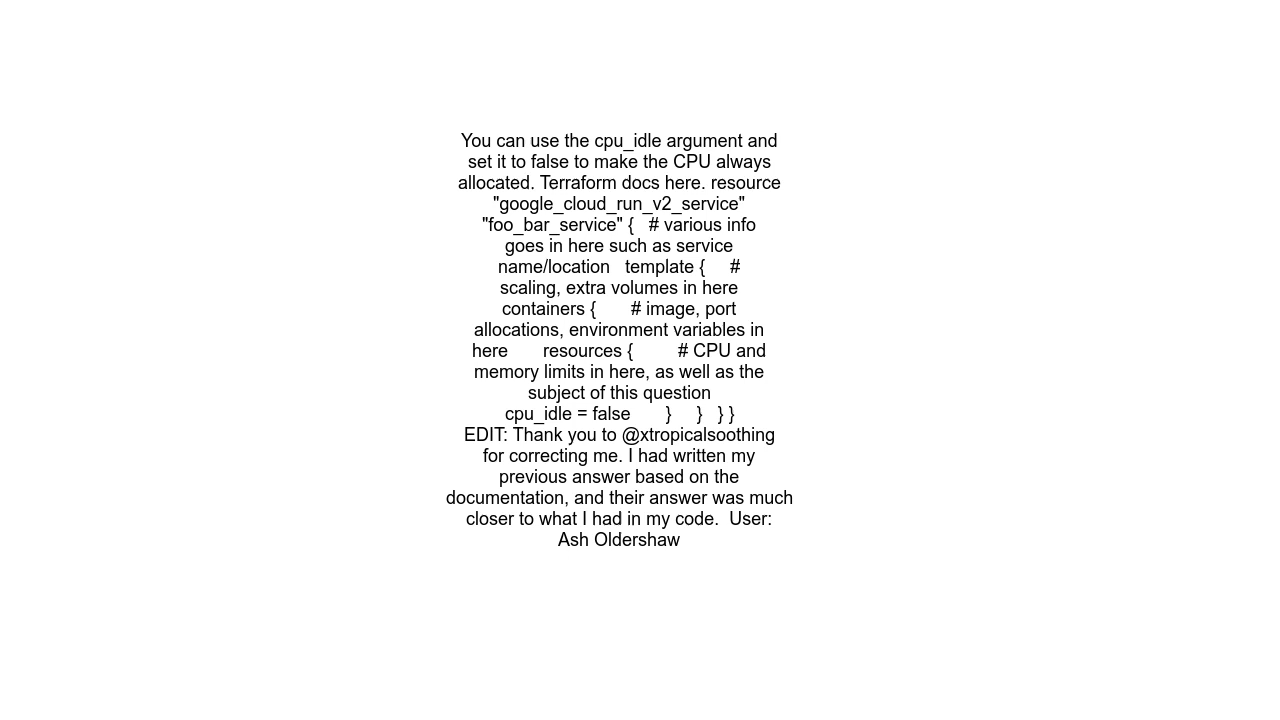 You can use the cpu_idle argument and
set it to false to make the CPU always
allocated. Terraform docs here. resource
"google_cloud_run_v2_service"
"foo_bar_service" {   # various info
goes in here such as service
name/location   template {     #
scaling, extra volumes in here
containers {       # image, port
allocations, environment variables in
here       resources {         # CPU and
memory limits in here, as well as the
subject of this question
cpu_idle = false       }     }   } }
EDIT: Thank you to @xtropicalsoothing
for correcting me. I had written my
previous answer based on the
documentation, and their answer was much
closer to what I had in my code.  User:
Ash Oldershaw